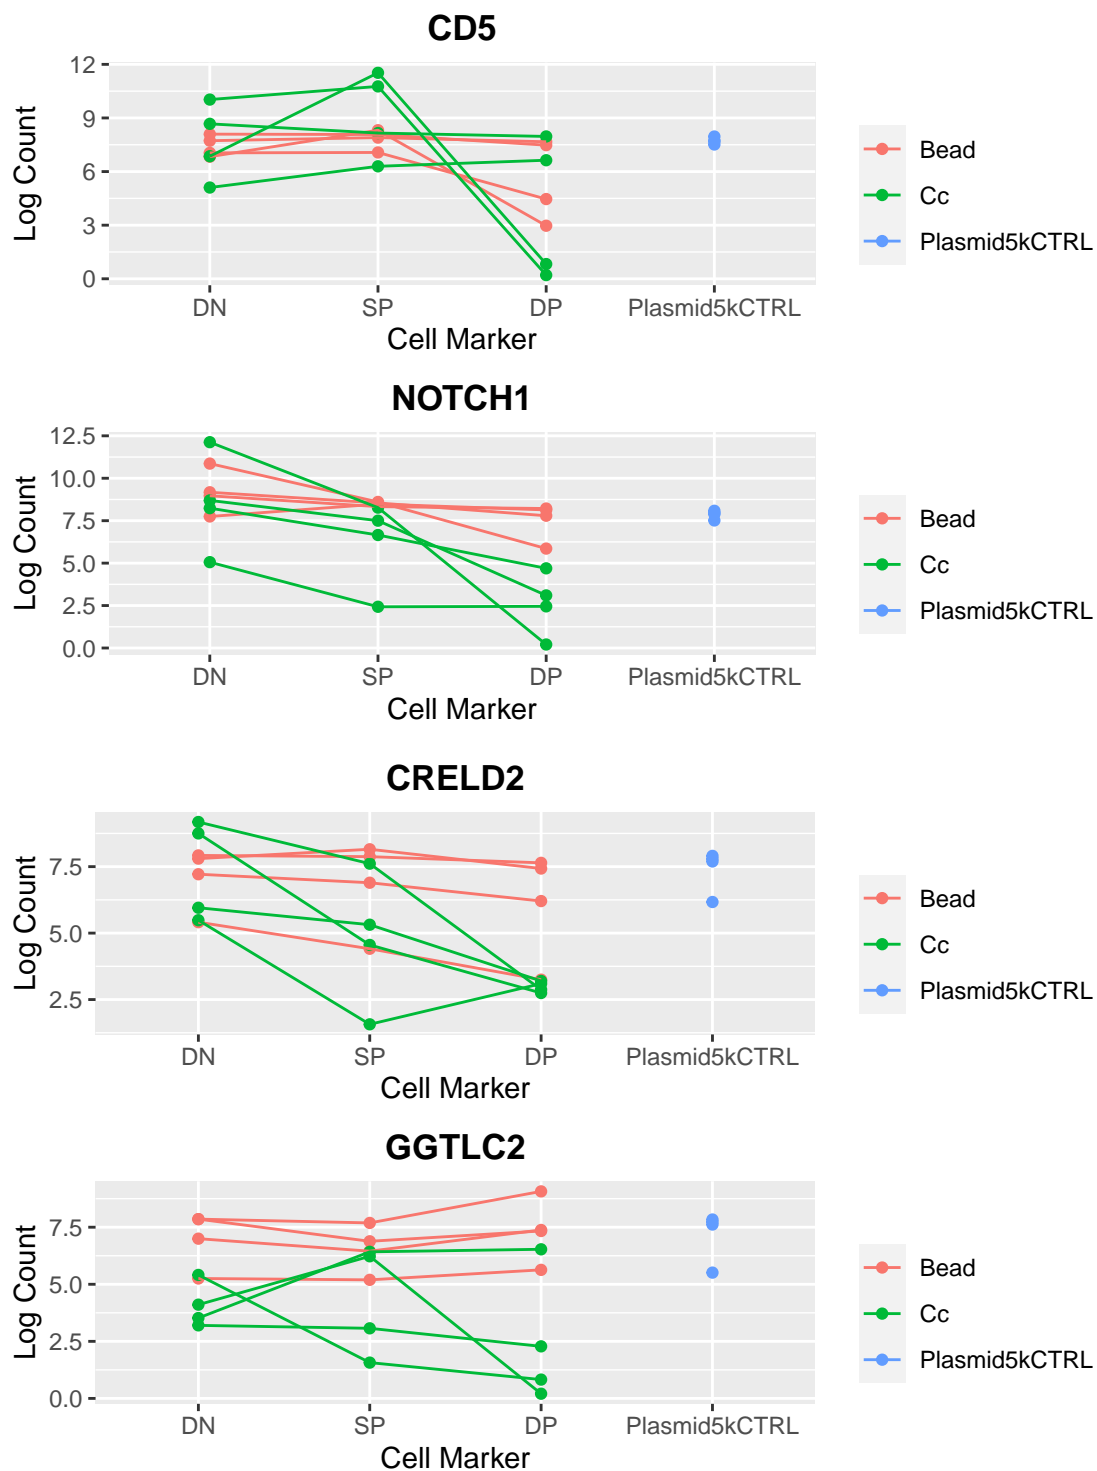 CD5
12
9
6
3
0
Log Count
DN SP DP Plasmid5kCTRL
Cell Marker
Bead
Cc
Plasmid5kCTRL
NOTCH1
12.5
10.0
7.5
5.0
2.5
0.0
Log Count
DN SP DP Plasmid5kCTRL
Cell Marker
Bead
Cc
Plasmid5kCTRL
CRELD2
7.5
5.0
2.5
Log Count
DN SP DP Plasmid5kCTRL
Cell Marker
Bead
Cc
Plasmid5kCTRL
GGTLC2
7.5
5.0
2.5
0.0
Log Count
DN SP DP Plasmid5kCTRL
Cell Marker
Bead
Cc
Plasmid5kCTRL